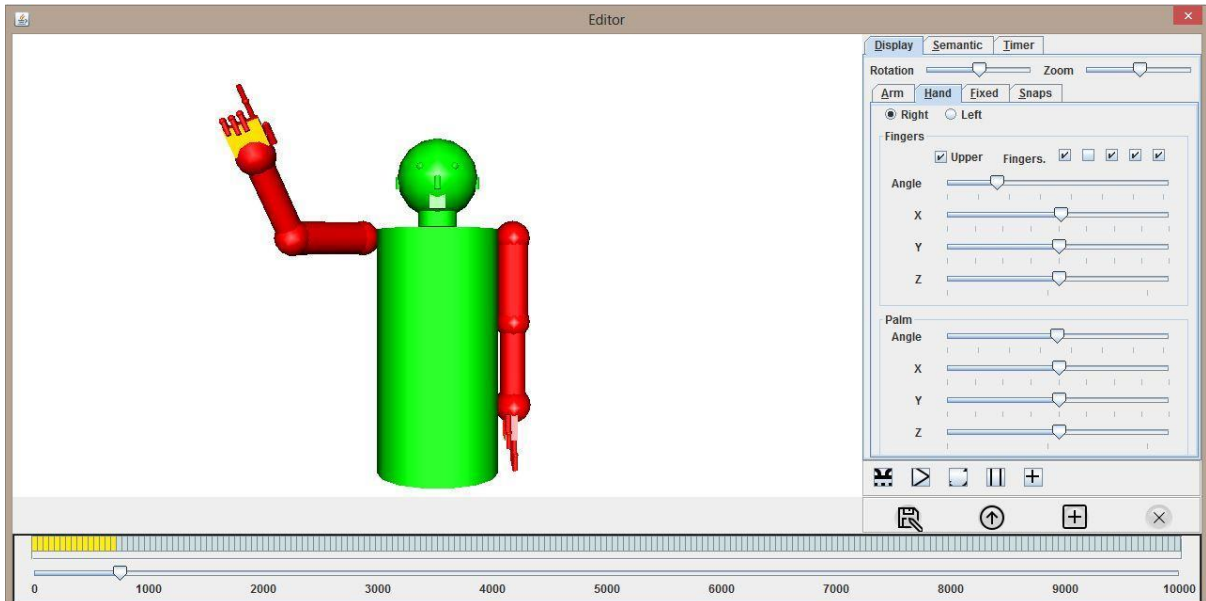 Editor
Display Semantic Timer
Rotation Zoom
Arm Hand Fixed Snaps
Right Left
Fingers
Upper Fingers.
Angle
X
Y
Z
Palm
Angle
X
Y
Z
0 1000 2000 3000 4000 5000 6000 7000 8000 9000 10000